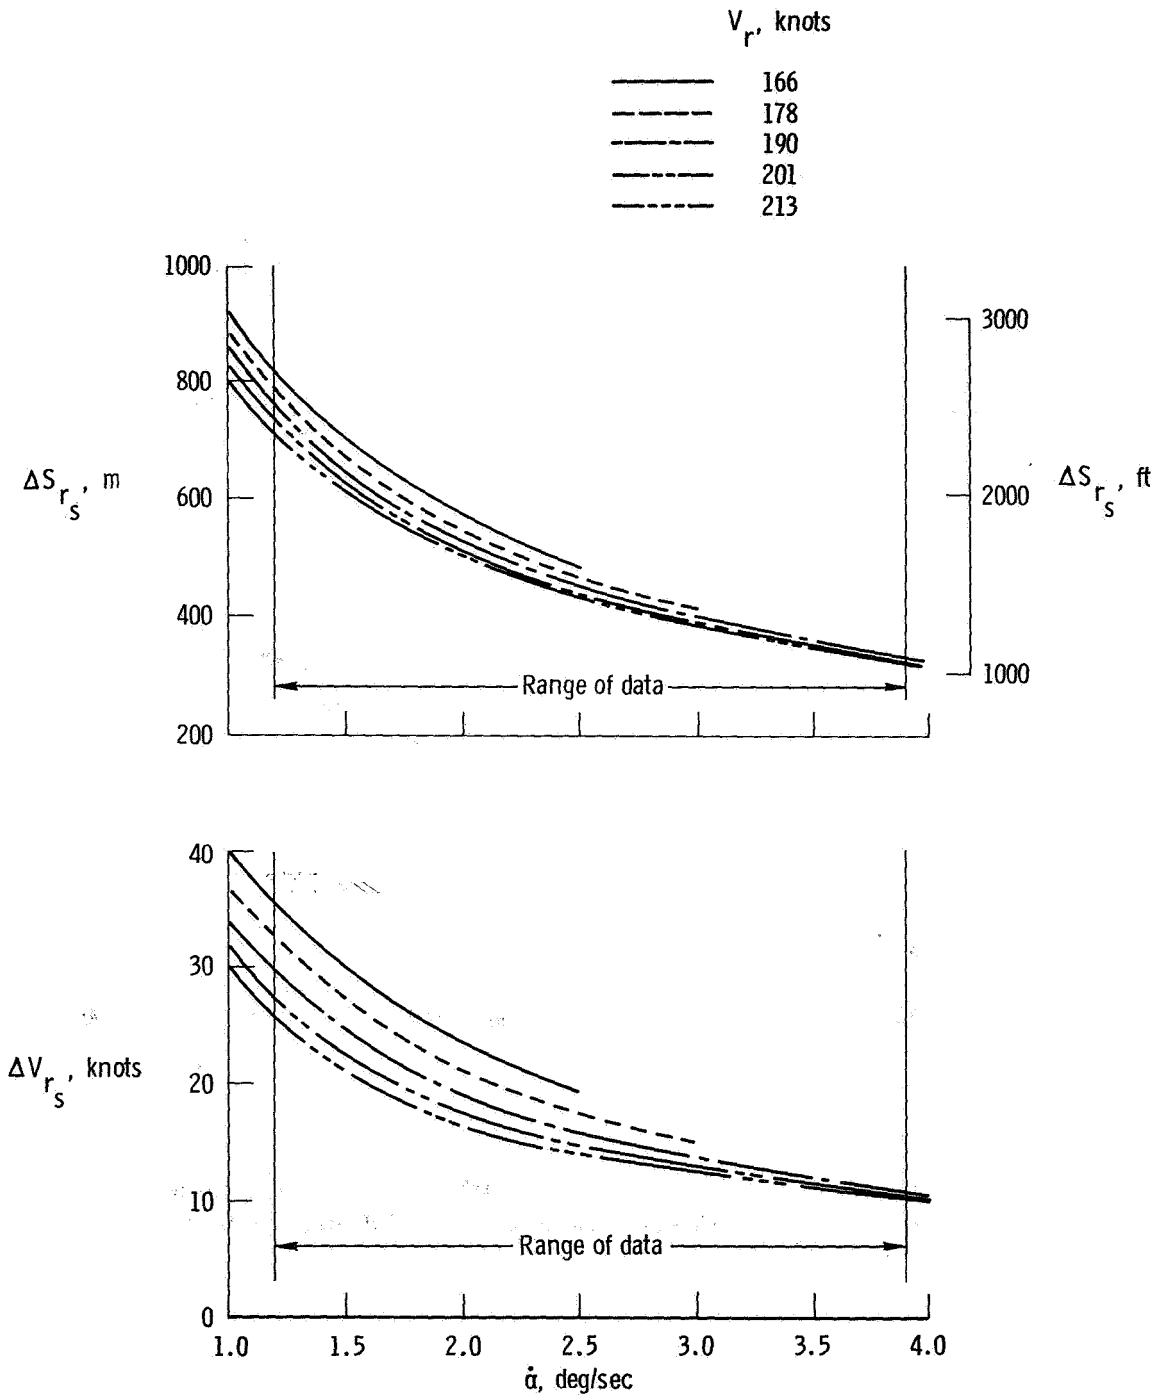 V_r, knots
166
178
190
201
213
1000
800
600
400
200
ΔS_r_s, m
3000
2000
1000
ΔS_r_s, ft
Range of data
40
30
20
10
0
ΔV_r_s, knots
Range of data
1.0 1.5 2.0 2.5 3.0 3.5 4.0
α̇, deg/sec